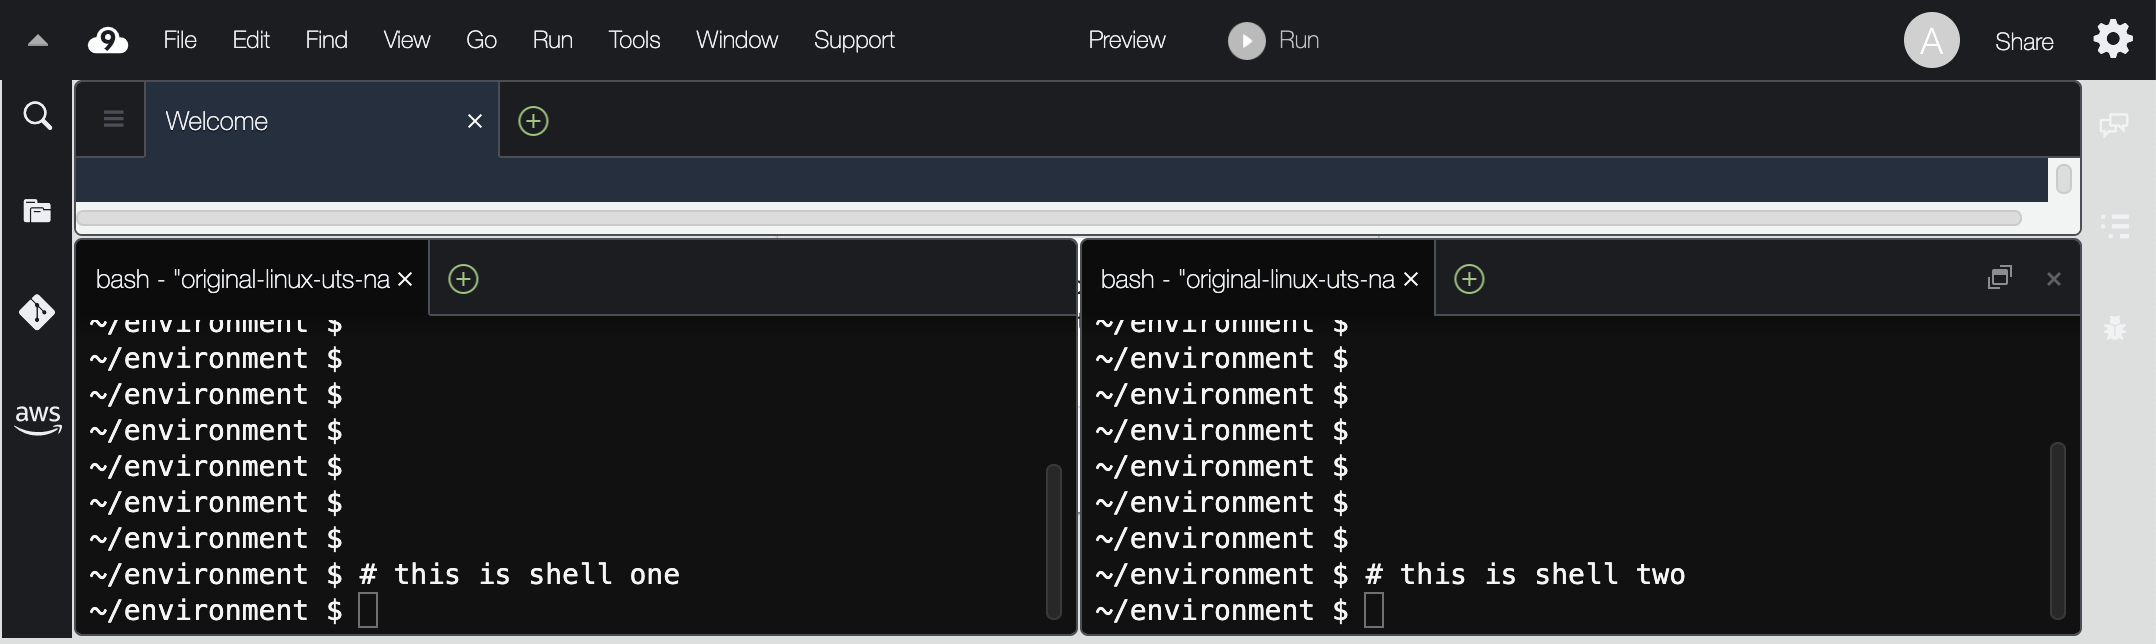 9 File Edit Find View Go Run Tools Window Support Preview Run A Share
Welcome
bash - "original-linux-uts-na
~/environment $
~/environment $
~/environment $
~/environment $
~/environment $
~/environment $
~/environment $
~/environment $ # this is shell one
~/environment $
bash - "original-linux-uts-na
~/environment $
~/environment $
~/environment $
~/environment $
~/environment $
~/environment $
~/environment $
~/environment $ # this is shell two
~/environment $
aws